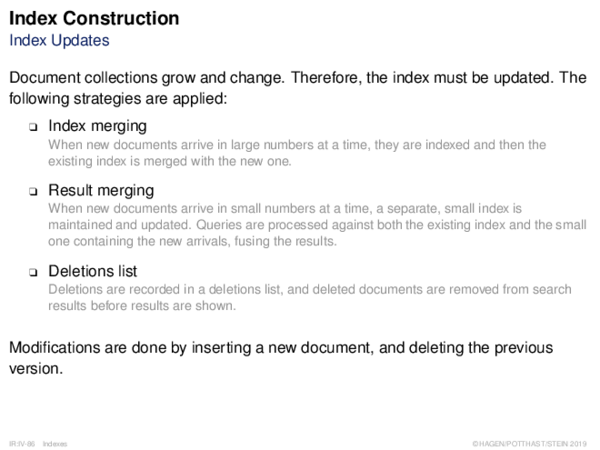 Index Construction
Index Updates
Document collections grow and change. Therefore, the index must be updated. The
following strategies are applied:
❑ Index merging
When new documents arrive in large numbers at a time, they are indexed and then the
existing index is merged with the new one.
❑ Result merging
When new documents arrive in small numbers at a time, a separate, small index is
maintained and updated. Queries are processed against both the existing index and the small
one containing the new arrivals, fusing the results.
❑ Deletions list
Deletions are recorded in a deletions list, and deleted documents are removed from search
results before results are shown.
Modifications are done by inserting a new document, and deleting the previous
version.
IR:IV-86 Indexes ©HAGEN/POTTHAST/STEIN 2019